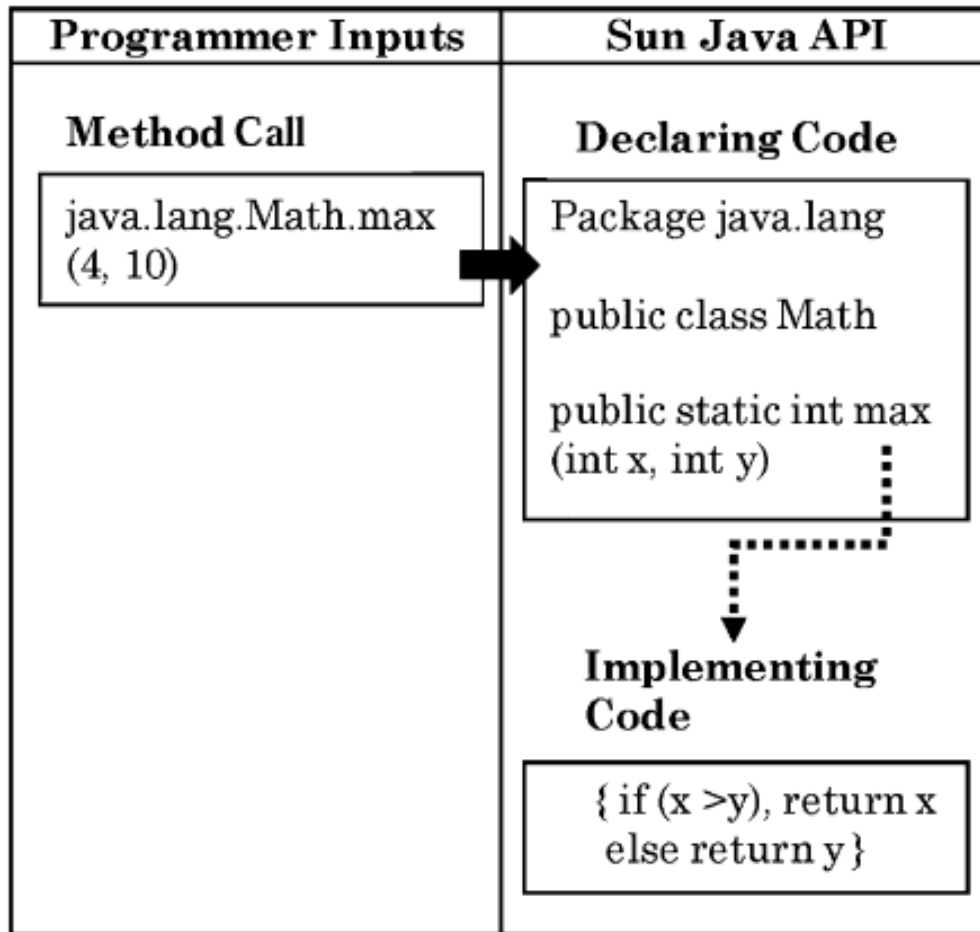 Programmer Inputs
Sun Java API
Method Call
java.lang.Math.max
(4, 10)
Declaring Code
Package java.lang
public class Math
public static int max
(int x, int y)
Implementing
Code
{ if (x >y), return x
else return y }